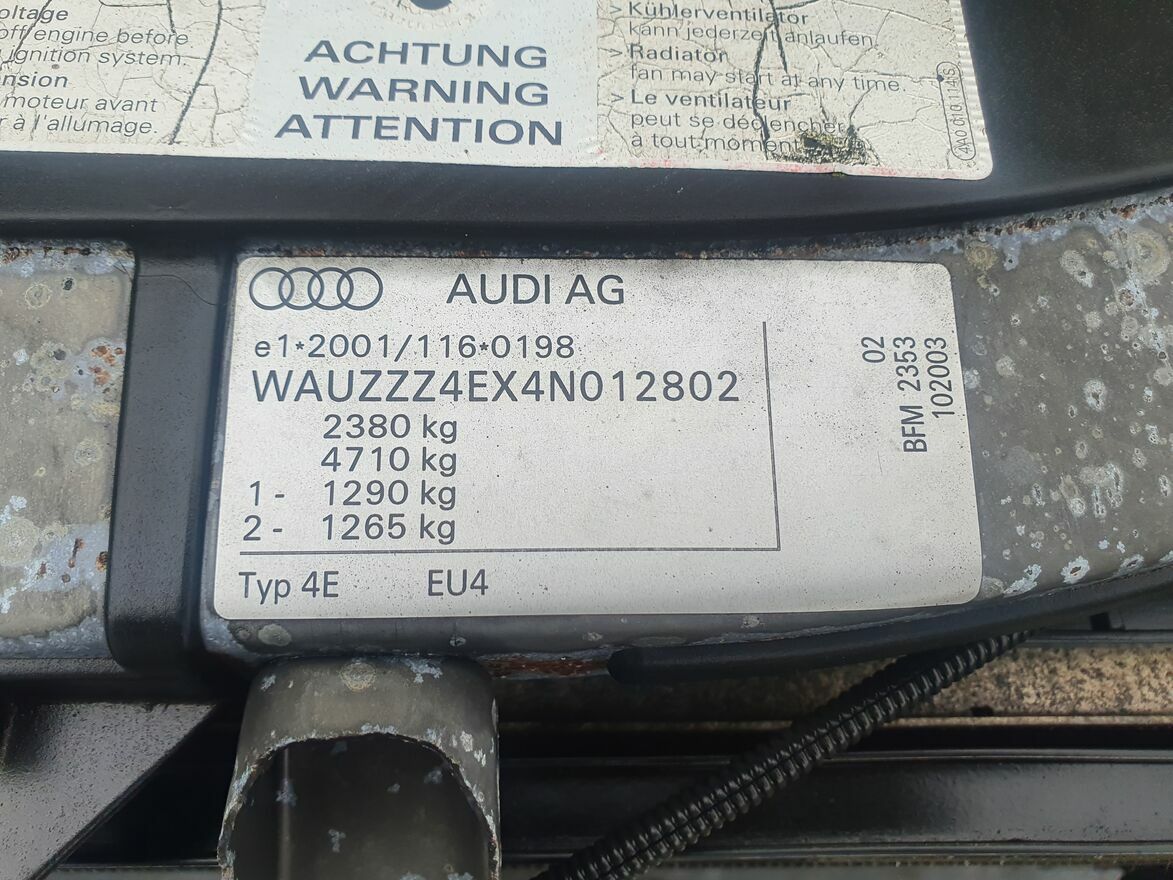 oltage
off engine before
ignition system.
ension
moteur avant
r à l'allumage.
ACHTUNG
WARNING
ATTENTION
> Kühlerventilator
kann jederzeit anlaufen.
> Radiator
fan may start at any time.
> Le ventilateur
peut se déclencher
à tout moment
AUDI AG
e1*2001/116*0198
WAUZZZ4EX4N012802
2380 kg
4710 kg
1- 1290 kg
2- 1265 kg
Typ 4E EU4
02
BFM 2353
102003